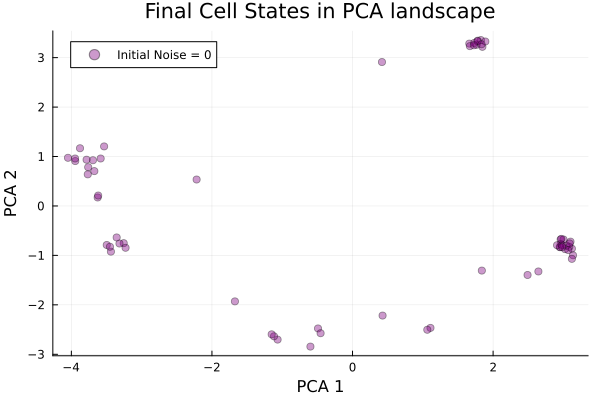 Final Cell States in PCA landscape
Initial Noise = 0
PCA 2
3
2
1
0
−1
−2
−3
−4
−2
0
2
PCA 1